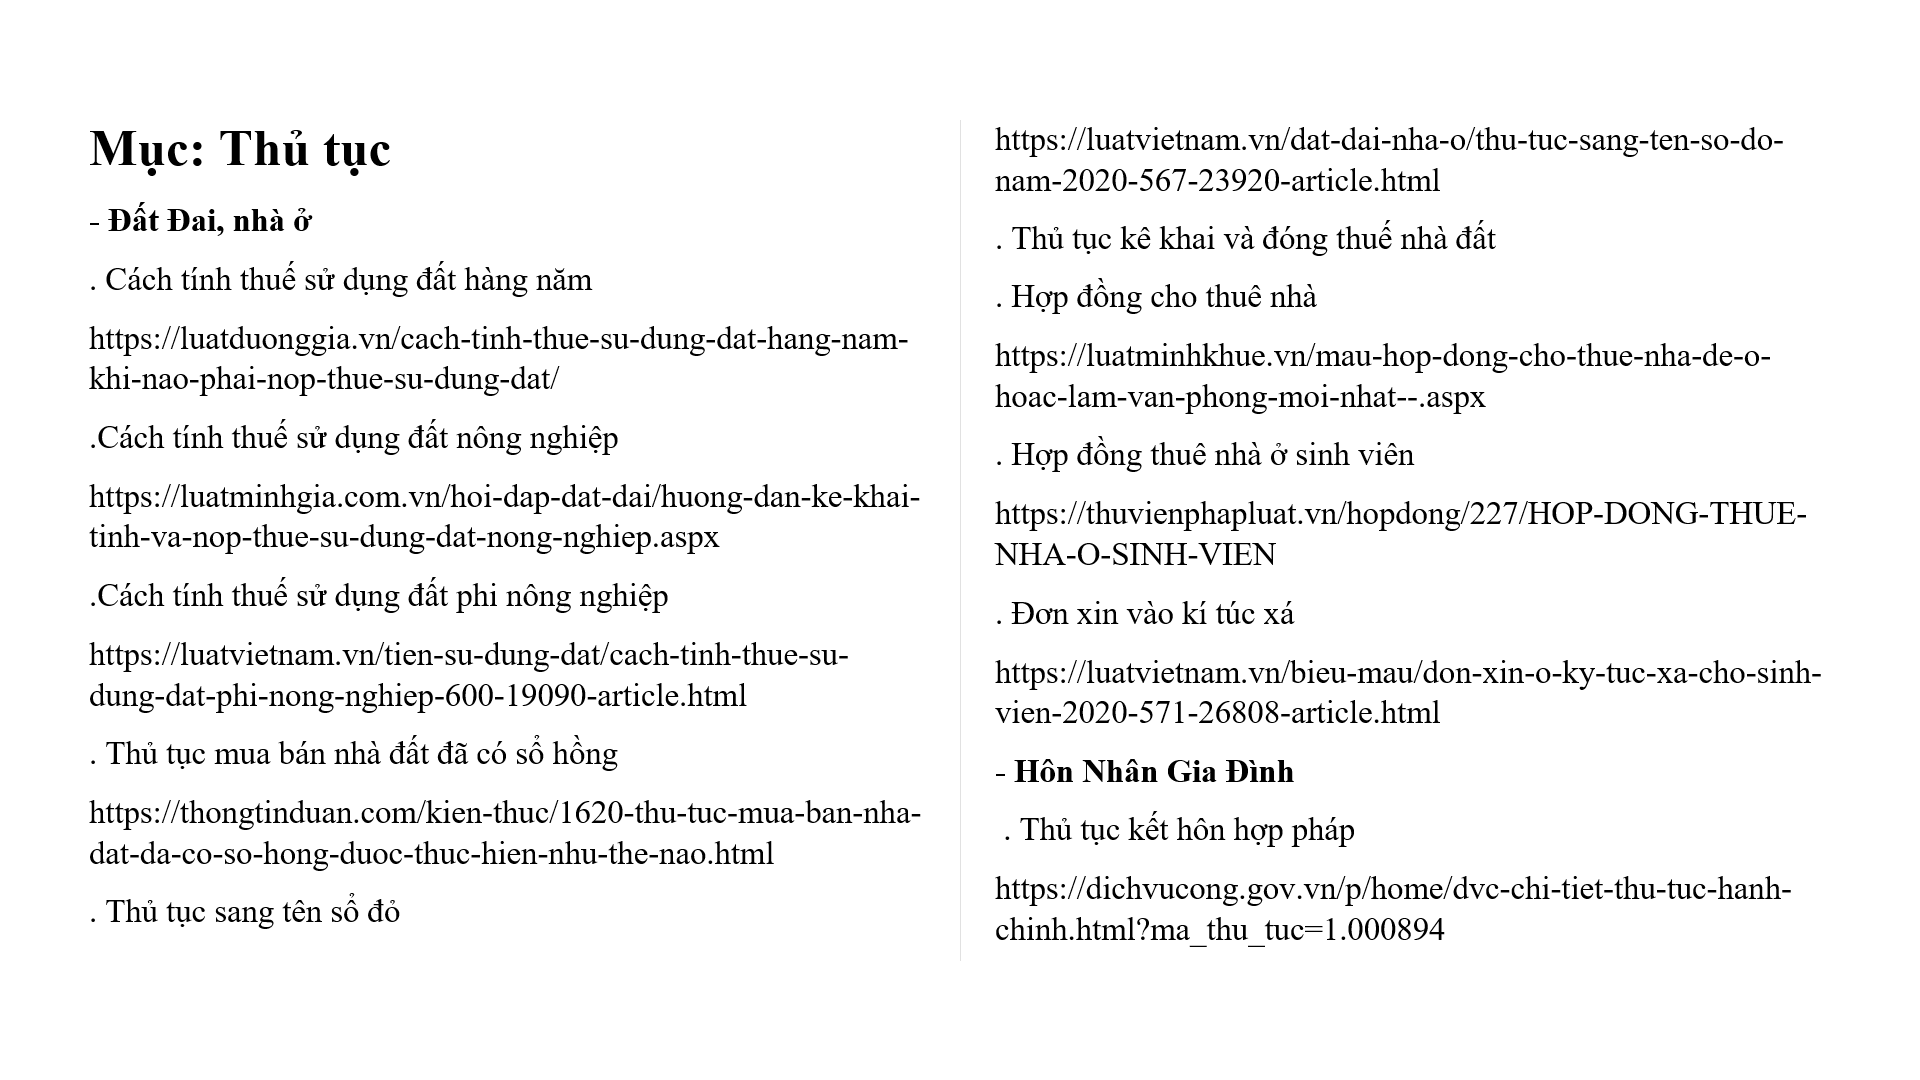 Mục: Thủ tục
- Đất Đai, nhà ở
. Cách tính thuế sử dụng đất hàng năm
https://luatduonggia.vn/cach-tinh-thue-su-dung-dat-hang-nam-
khi-nao-phai-nop-thue-su-dung-dat/
.Cách tính thuế sử dụng đất nông nghiệp
https://luatminhgia.com.vn/hoi-dap-dat-dai/huong-dan-ke-khai-
tinh-va-nop-thue-su-dung-dat-nong-nghiep.aspx
.Cách tính thuế sử dụng đất phi nông nghiệp
https://luatvietnam.vn/tien-su-dung-dat/cach-tinh-thue-su-
dung-dat-phi-nong-nghiep-600-19090-article.html
. Thủ tục mua bán nhà đất đã có sổ hồng
https://thongtinduan.com/kien-thuc/1620-thu-tuc-mua-ban-nha-
dat-da-co-so-hong-duoc-thuc-hien-nhu-the-nao.html
. Thủ tục sang tên sổ đỏ
https://luatvietnam.vn/dat-dai-nha-o/thu-tuc-sang-ten-so-do-
nam-2020-567-23920-article.html
. Thủ tục kê khai và đóng thuế nhà đất
. Hợp đồng cho thuê nhà
https://luatminhkhue.vn/mau-hop-dong-cho-thue-nha-de-o-
hoac-lam-van-phong-moi-nhat--.aspx
. Hợp đồng thuê nhà ở sinh viên
https://thuvienphapluat.vn/hopdong/227/HOP-DONG-THUE-
NHA-O-SINH-VIEN
. Đơn xin vào kí túc xá
https://luatvietnam.vn/bieu-mau/don-xin-o-ky-tuc-xa-cho-sinh-
vien-2020-571-26808-article.html
- Hôn Nhân Gia Đình
. Thủ tục kết hôn hợp pháp
https://dichvucong.gov.vn/p/home/dvc-chi-tiet-thu-tuc-hanh-
chinh.html?ma_thu_tuc=1.000894